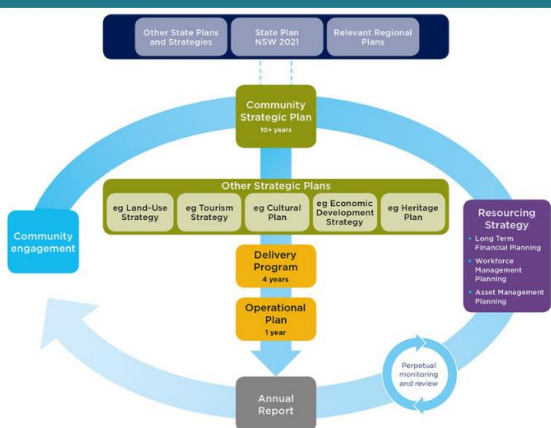 Other State Plans
and Strategies
State Plan
NSW 2021
Relevant Regional
Plans
Community
Strategic Plan
10+ years
Other Strategic Plans
eg Land-Use
Strategy
eg Tourism
Strategy
eg Cultural
Plan
eg Economic
Development
Strategy
eg Heritage
Plan
Community
engagement
Resourcing
Strategy
• Long Term
Financial Planning
• Workforce
Management
Planning
• Asset Management
Planning
Delivery
Program
4 years
Operational
Plan
1 year
Perpetual
monitoring
and review
Annual
Report